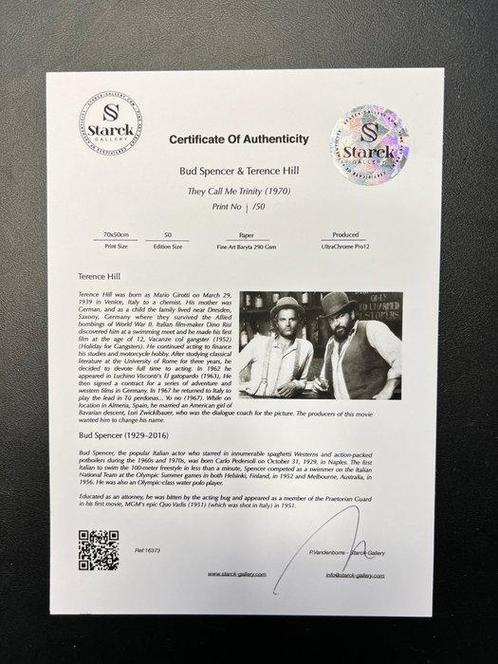 STARCK-GALLERY.COM
Starck
GALLERY
Certificate Of Authenticity
Starck
GALLERY
Bud Spencer & Terence Hill
They Call Me Trinity (1970)
Print No 1 /50
70x50cm 50 Paper Produced
Print Size Edition Size Fine Art Baryta 290 Gsm UltraChrome Pro12
Terence Hill
Terence Hill was born as Mario Girotti on March 29,
1939 in Venice, Italy to a chemist. His mother was
German, and as a child the family lived near Dresden,
Saxony, Germany where they survived the Allied
bombings of World War II. Italian film-maker Dino Risi
discovered him at a swimming meet and he made his first
film at the age of 12, Vacanze col gangster (1952)
(Holiday for Gangsters). He continued acting to finance
his studies and motorcycle hobby. After studying classical
literature at the University of Rome for three years, he
decided to devote full time to acting. In 1962 he
appeared in Luchino Visconti's Il gatopardo (1963). He
then signed a contract for a series of adventure and
western films in Germany. In 1967 he returned to Italy to
play the lead in Tú perdonas... Yo no (1967). While on
location in Almeria, Spain, he married an American girl of
Bavarian descent, Lori Zwicklbauer, who was the dialogue coach for the picture. The producers of this movie
wanted him to change his name.
Bud Spencer (1929–2016)
Bud Spencer, the popular Italian actor who starred in innumerable spaghetti Westerns and action-packed
potboilers during the 1960s and 1970s, was born Carlo Pedersoli on October 31, 1929, in Naples. The first
Italian to swim the 100-meter freestyle in less than a minute, Spencer competed as a swimmer on the Italian
National Team at the Olympic Summer games in both Helsinki, Finland, in 1952 and Melbourne, Australia, in
1956. He was also an Olympic-class water polo player.
Educated as an attorney, he was bitten by the acting bug and appeared as a member of the Praetorian Guard
in his first movie, MGM's epic Quo Vadis (1951) (which was shot in Italy) in 1951.
Ref:16373
P.Vandenborre - Starck-Gallery
www.starck-gallery.com
info@starck-gallery.com